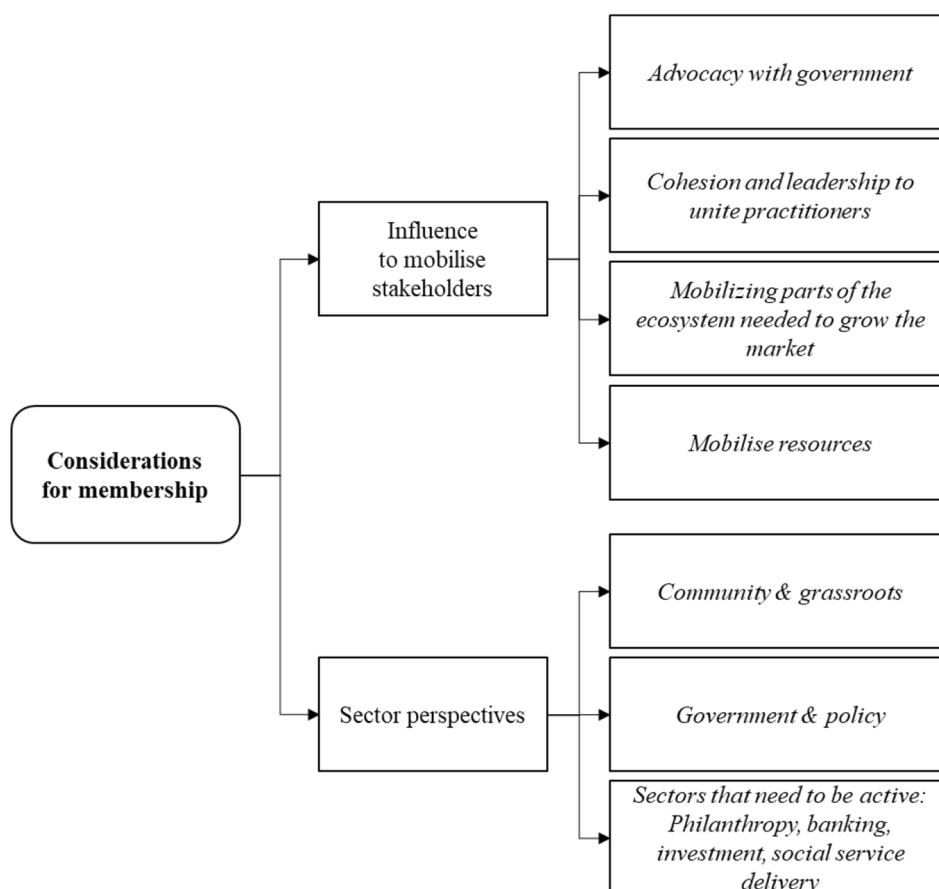 Considerations
for membership
Influence
to mobilise
stakeholders
Advocacy with government
Cohesion and leadership to
unite practitioners
Mobilizing parts of the
ecosystem needed to grow the
market
Mobilise resources
Sector perspectives
Community & grassroots
Government & policy
Sectors that need to be active:
Philanthropy, banking,
investment, social service
delivery